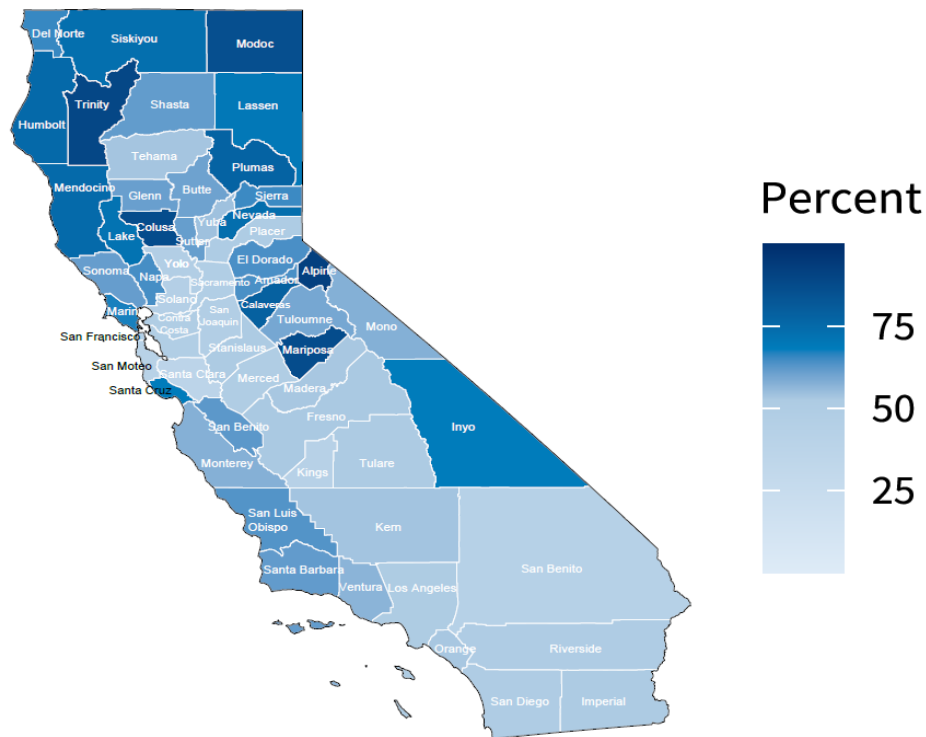 Del Norte
Siskiyou
Modoc
Humbolt
Trinity
Shasta
Lassen
Tehama
Plumas
Mendocino
Glenn
Butte
Sierra
Nevada
Yuba
Colusa
Lake
Sutter
Placer
Yolo
El Dorado
Sonoma
Napa
Sacramento
Amador
Alpine
Solano
Calaveras
Marin
Contra
Costa
San
Joaquin
Tuloumne
Mono
San Francisco
Stanislaus
Mariposa
San Moteo
Santa Clara
Merced
Madera
Santa Cruz
Fresno
San Benito
Inyo
Monterey
Kings
Tulare
San Luis
Obispo
Kern
Santa Barbara
Ventura
Los Angeles
San Benito
Orange
Riverside
San Diego
Imperial
Percent
75
50
25